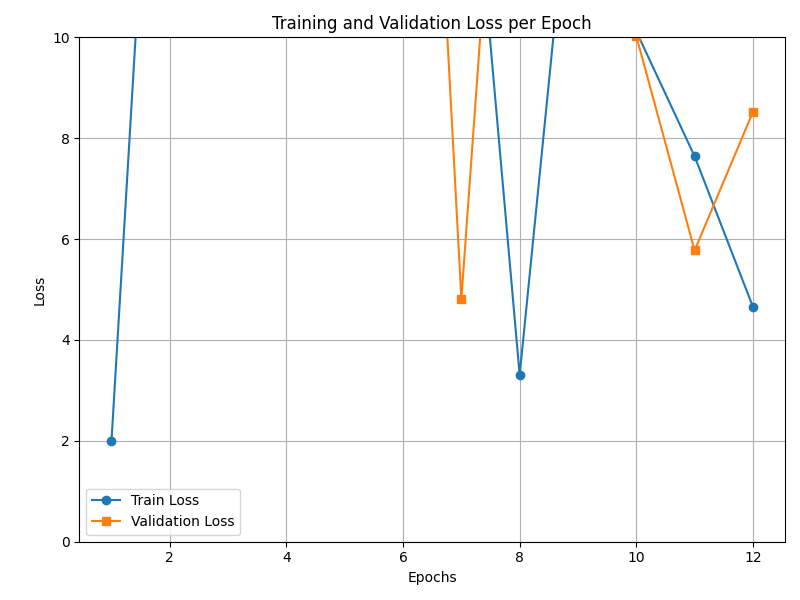 Training and Validation Loss per Epoch
10
8
6
4
2
0
Loss
Train Loss
Validation Loss
2 4 6 8 10 12
Epochs